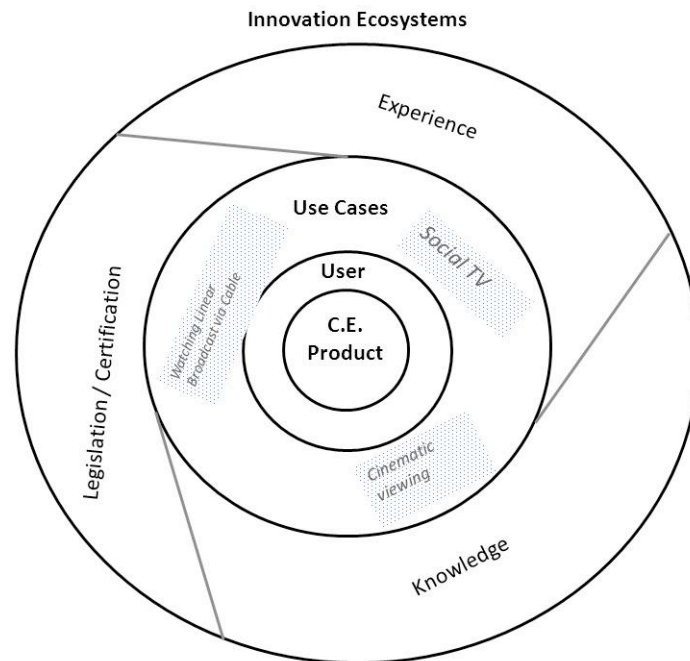 Innovation Ecosystems
Experience
Use Cases
Social TV
User
C.E.
Product
Watching Linear
Broadcast via Cable
Legislation / Certification
Cinematic
viewing
Knowledge